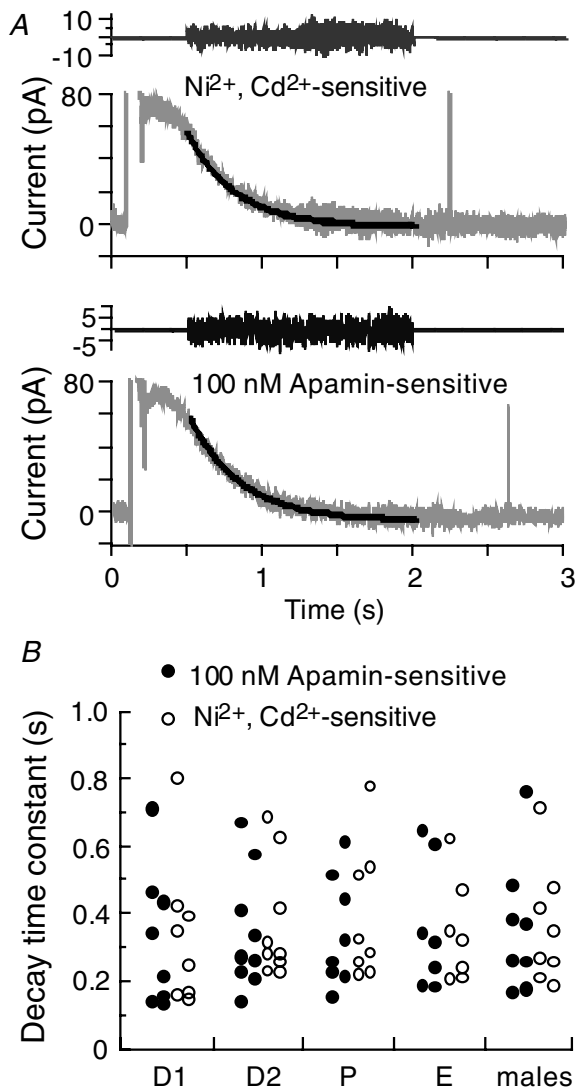 A
10
-10
Ni2+, Cd2+-sensitive
80
0
Current (pA)
5
-5
100 nM Apamin-sensitive
80
0
Current (pA)
0 1 2 3
Time (s)
B
100 nM Apamin-sensitive
Ni2+, Cd2+-sensitive
1.0
0.8
0.6
0.4
0.2
0
Decay time constant (s)
D1 D2 P E males